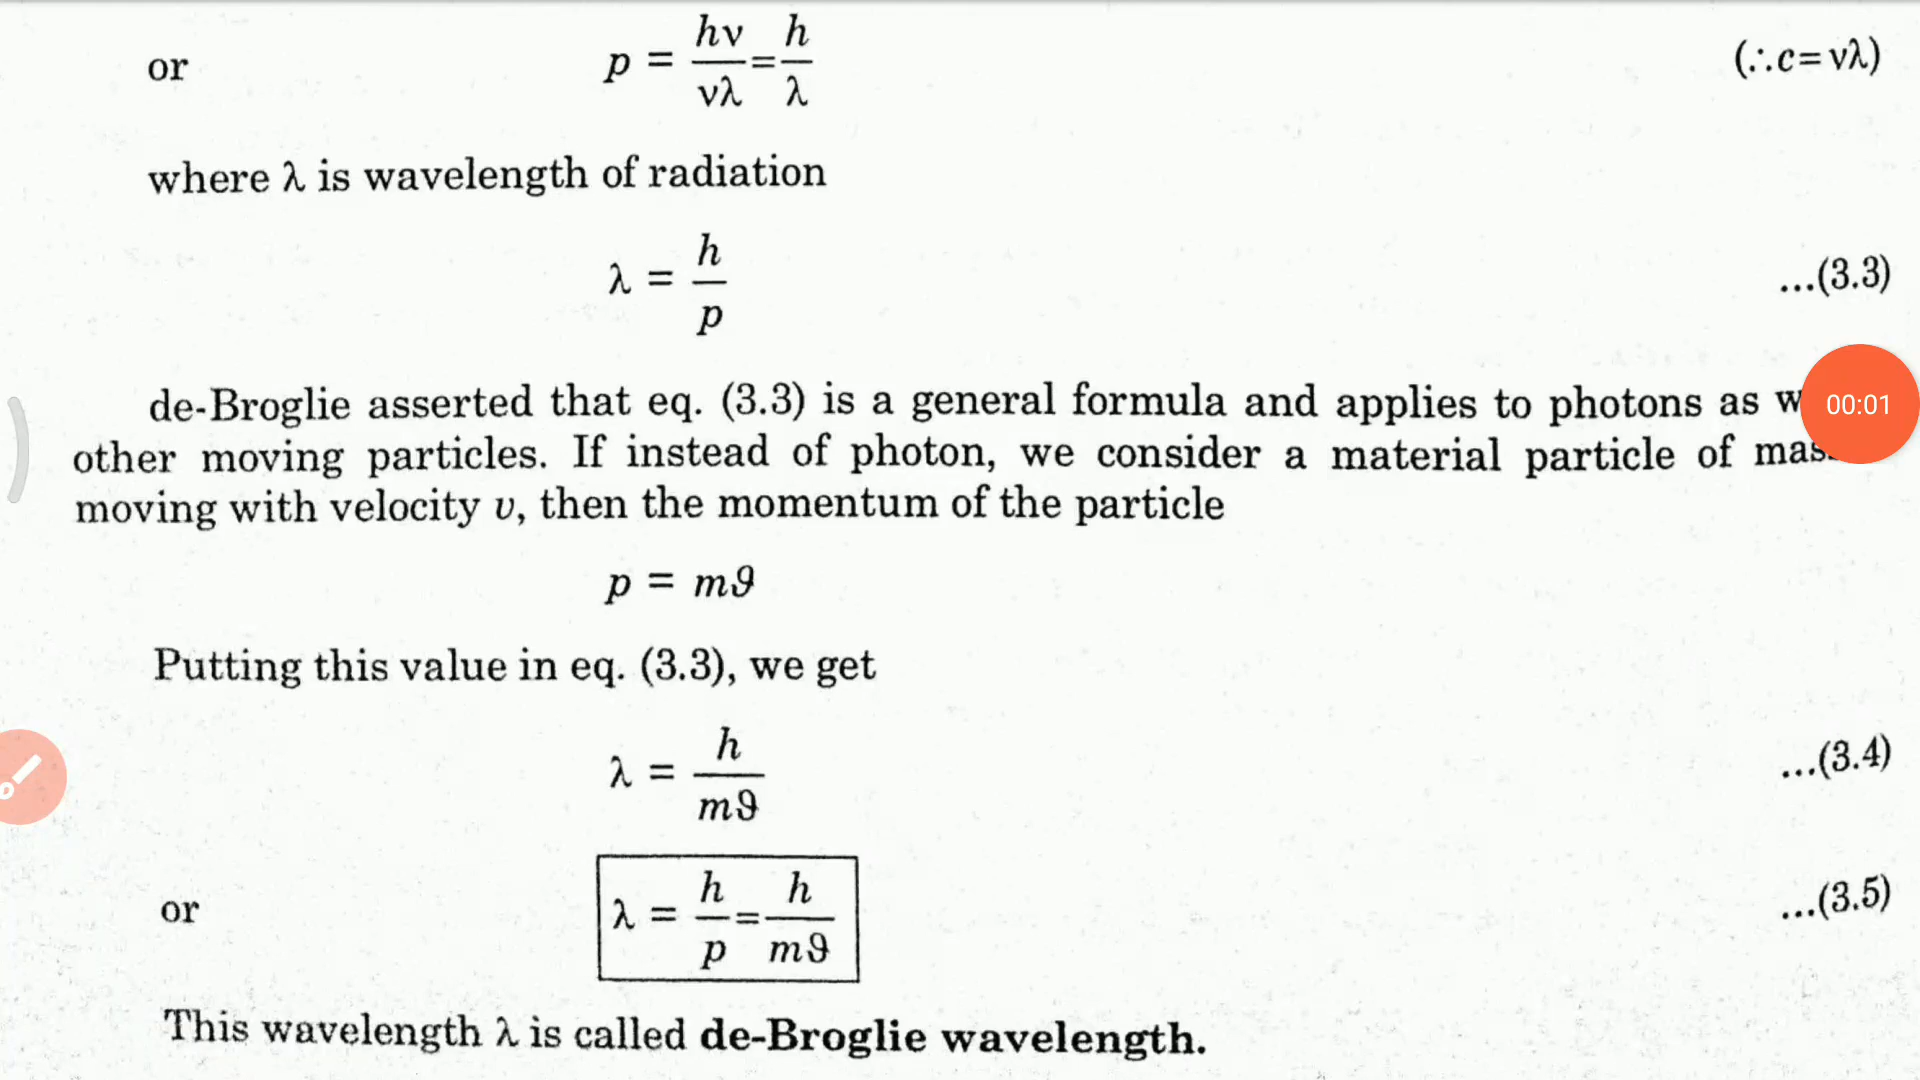 or p = hν/νλ = h/λ (∴c=νλ)
where λ is wavelength of radiation
λ = h/p ...(3.3)
de-Broglie asserted that eq. (3.3) is a general formula and applies to photons as
00:01
other moving particles. If instead of photon, we consider a material particle of
moving with velocity υ, then the momentum of the particle
p = mϑ
Putting this value in eq. (3.3), we get
λ = h/mϑ ...(3.4)
or λ = h/p = h/mϑ ...(3.5)
This wavelength λ is called de-Broglie wavelength.